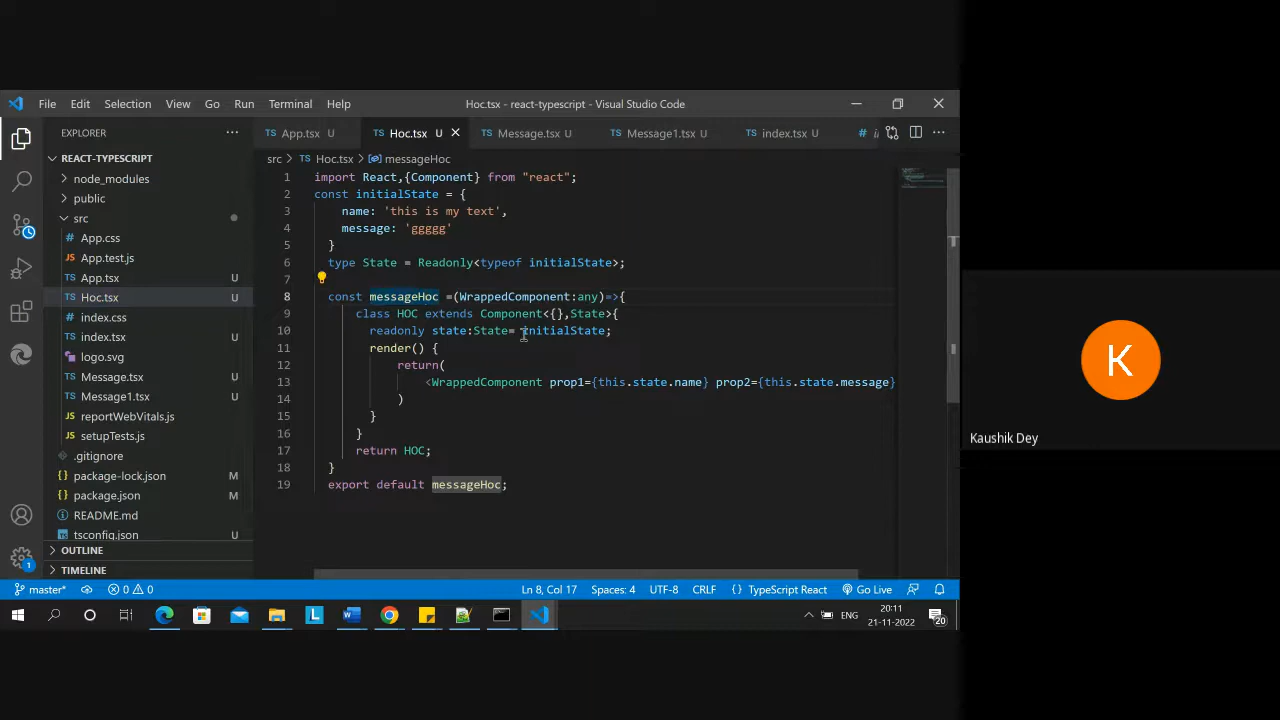 File Edit Selection View Go Run Terminal Help Hoc.tsx - react-typescript - Visual Studio Code
EXPLORER
REACT-TYPESCRIPT
node_modules
public
src
# App.css
JS App.test.js
TS App.tsx U
TS Hoc.tsx U
# index.css
TS index.tsx U
logo.svg
TS Message.tsx U
TS Message1.tsx U
JS reportWebVitals.js
JS setupTests.js
.gitignore
{} package-lock.json M
{} package.json M
README.md
tsconfig.json U
OUTLINE
TIMELINE
TS App.tsx U TS Hoc.tsx U TS Message.tsx U TS Message1.tsx U TS index.tsx U #
src > TS Hoc.tsx > messageHoc
1 import React,{Component} from "react";
2 const initialState = {
3 name: 'this is my text',
4 message: 'ggggg'
5 }
6 type State = Readonly<typeof initialState>;
7
8 const messageHoc =(WrappedComponent:any)=>{
9 class HOC extends Component<{},State>{
10 readonly state:State= initialState;
11 render() {
12 return(
13 <WrappedComponent prop1={this.state.name} prop2={this.state.message}
14 )
15 }
16 }
17 return HOC;
18 }
19 export default messageHoc;
K
Kaushik Dey
1
master* 0 0 Ln 8, Col 17 Spaces: 4 UTF-8 CRLF {} TypeScript React Go Live
L ENG 20:11
21-11-2022 20